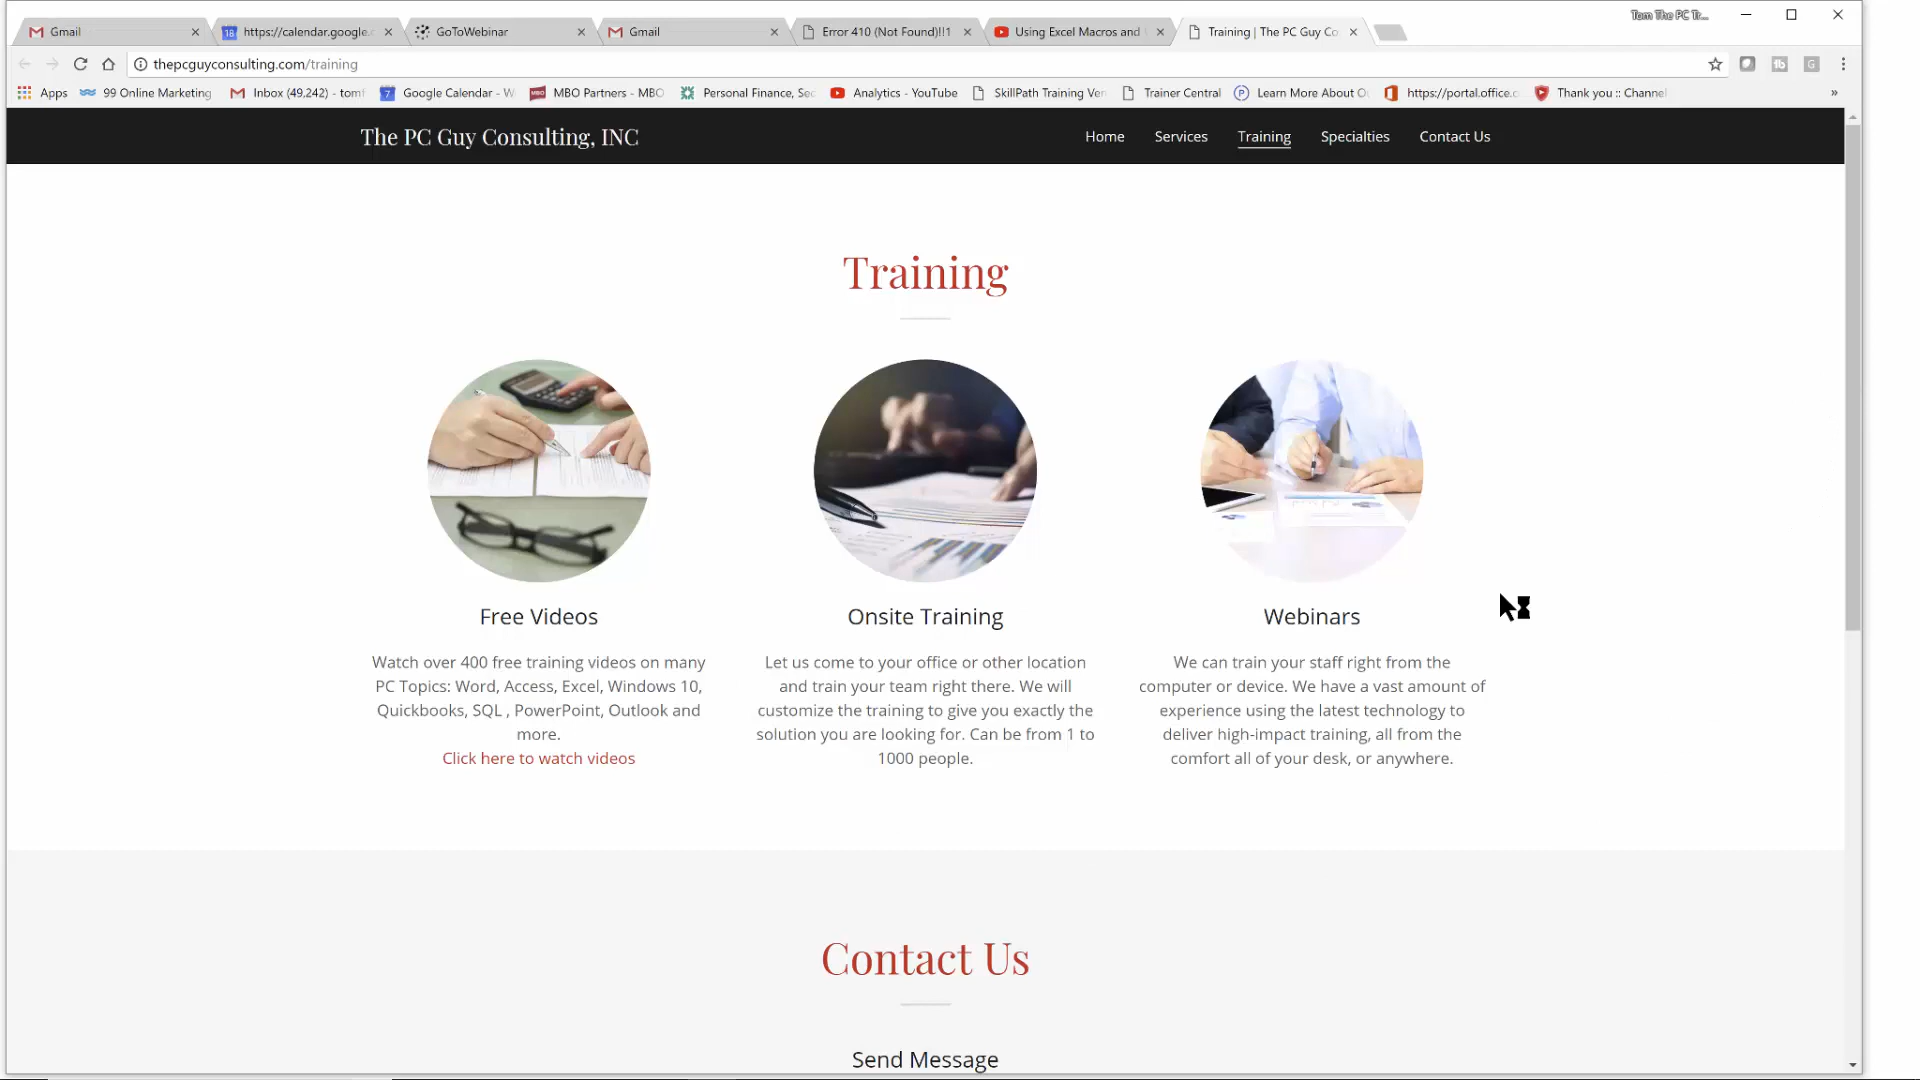 Gmail
https://calendar.google.c
GoToWebinar
Gmail
Error 410 (Not Found)!!1
Using Excel Macros and
Training | The PC Guy Co
Tom The PC Tr...
thepcguyconsulting.com/training
Apps
99 Online Marketing
Inbox (49,242) - tomf
Google Calendar - W
MBO Partners - MBO
Personal Finance, Sec
Analytics - YouTube
SkillPath Training Ver
Trainer Central
Learn More About O
https://portal.office.c
Thank you :: Channel
»
The PC Guy Consulting, INC
Home
Services
Training
Specialties
Contact Us
Training
Free Videos
Watch over 400 free training videos on many
PC Topics: Word, Access, Excel, Windows 10,
Quickbooks, SQL , PowerPoint, Outlook and
more.
Click here to watch videos
Onsite Training
Let us come to your office or other location
and train your team right there. We will
customize the training to give you exactly the
solution you are looking for. Can be from 1 to
1000 people.
Webinars
We can train your staff right from the
computer or device. We have a vast amount of
experience using the latest technology to
deliver high-impact training, all from the
comfort all of your desk, or anywhere.
Contact Us
Send Message